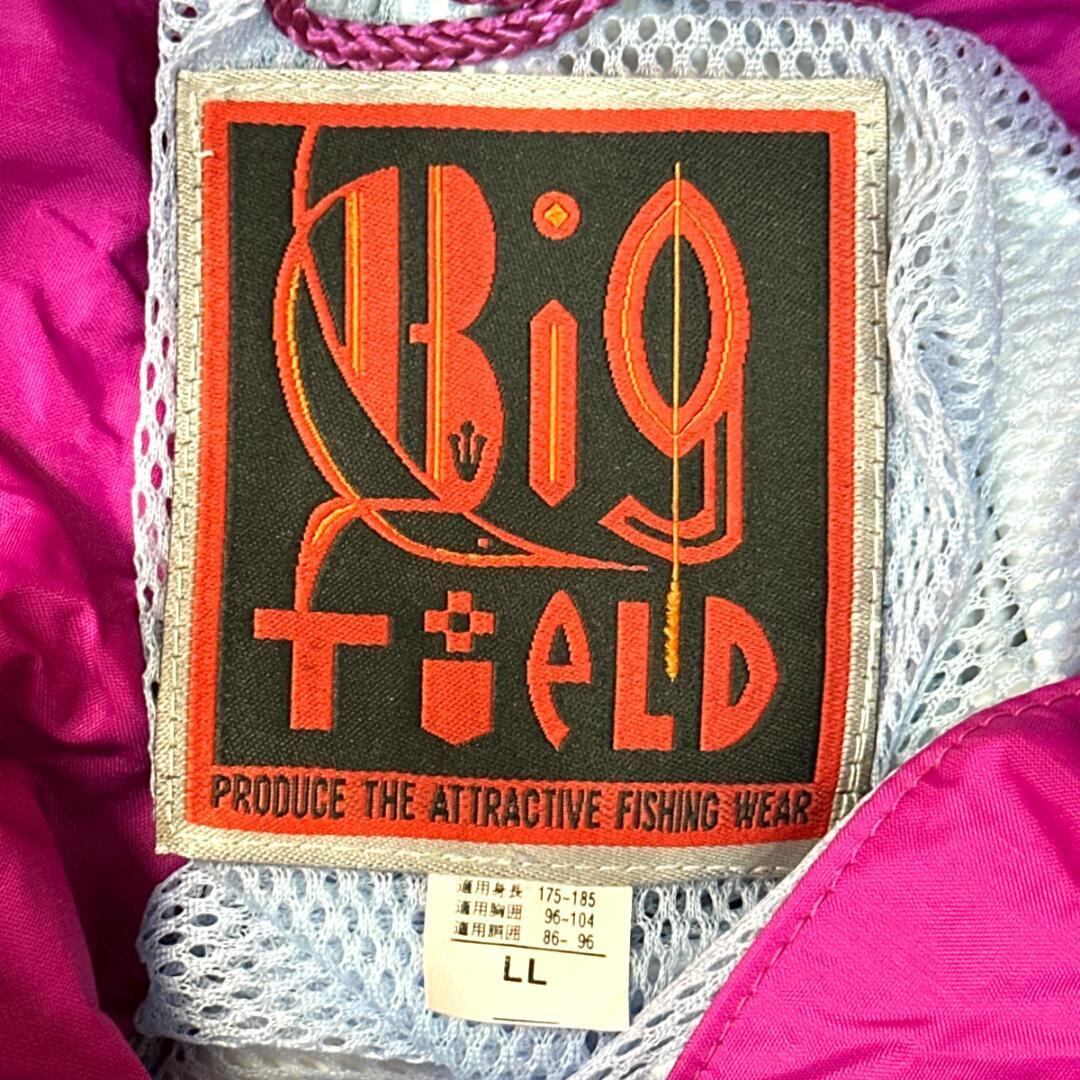 Big
FieLD
PRODUCE THE ATTRACTIVE FISHING WEAR
適用身長 175-185
適用胸囲 96-104
適用胴囲 86-96
LL